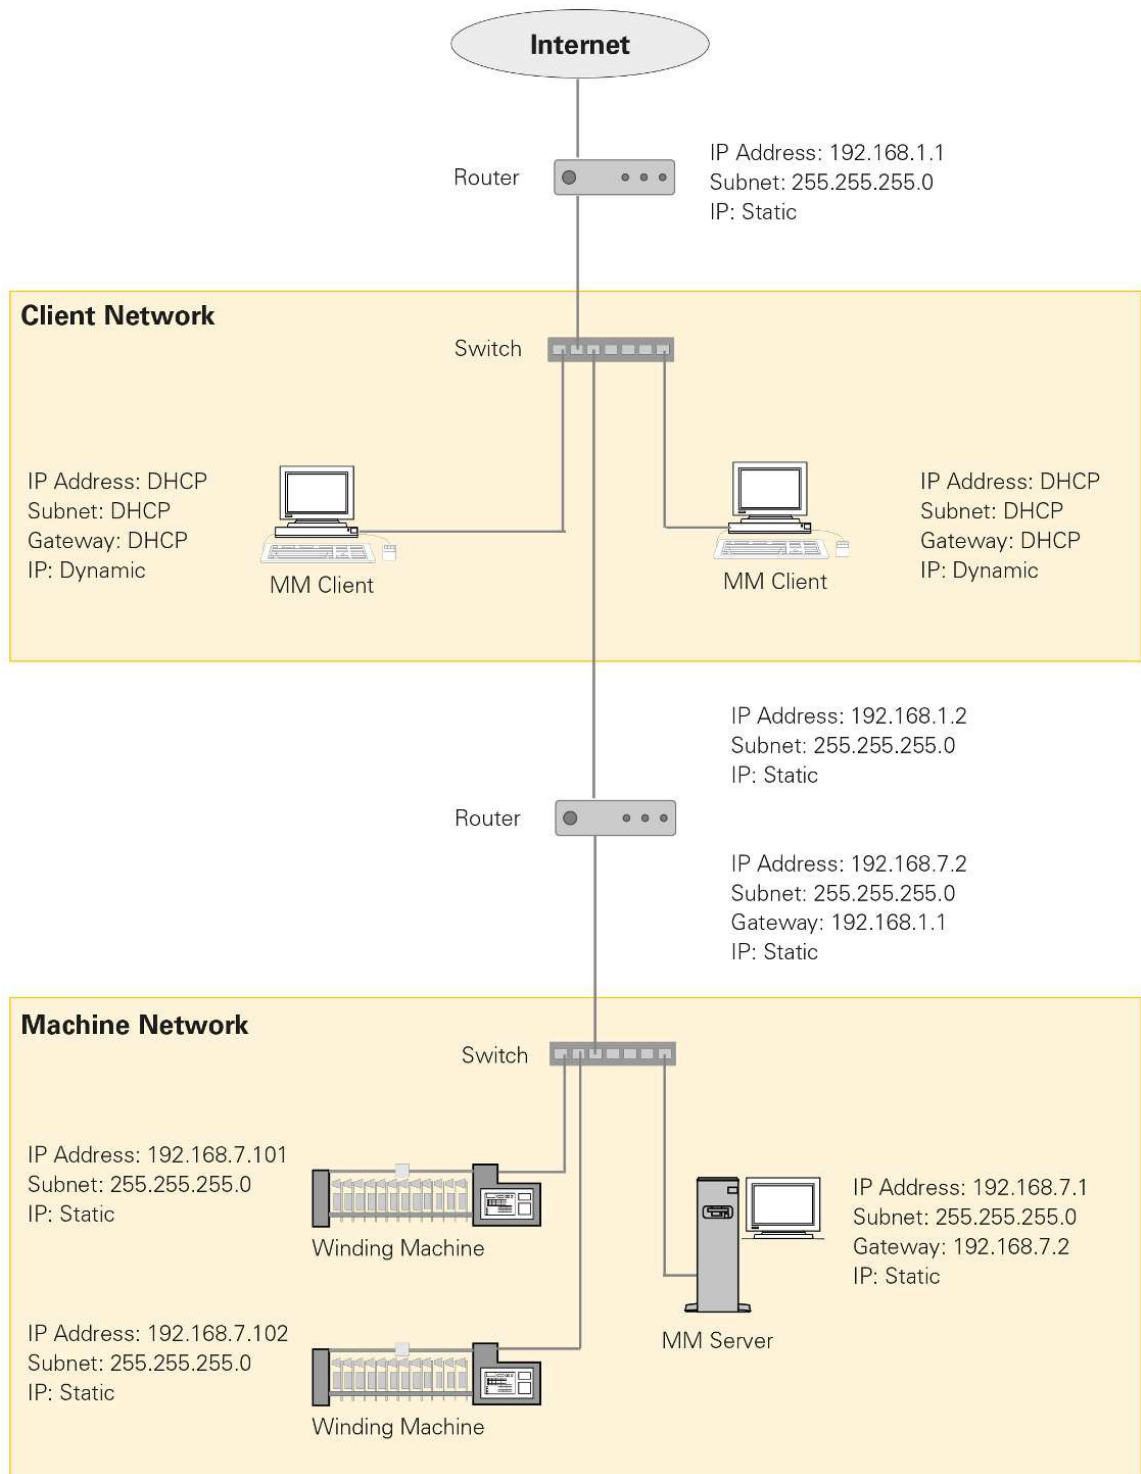 Internet
Router
IP Address: 192.168.1.1
Subnet: 255.255.255.0
IP: Static
Client Network
Switch
IP Address: DHCP
Subnet: DHCP
Gateway: DHCP
IP: Dynamic
MM Client
MM Client
IP Address: DHCP
Subnet: DHCP
Gateway: DHCP
IP: Dynamic
IP Address: 192.168.1.2
Subnet: 255.255.255.0
IP: Static
Router
IP Address: 192.168.7.2
Subnet: 255.255.255.0
Gateway: 192.168.1.1
IP: Static
Machine Network
Switch
IP Address: 192.168.7.101
Subnet: 255.255.255.0
IP: Static
Winding Machine
IP Address: 192.168.7.1
Subnet: 255.255.255.0
Gateway: 192.168.7.2
IP: Static
MM Server
IP Address: 192.168.7.102
Subnet: 255.255.255.0
IP: Static
Winding Machine